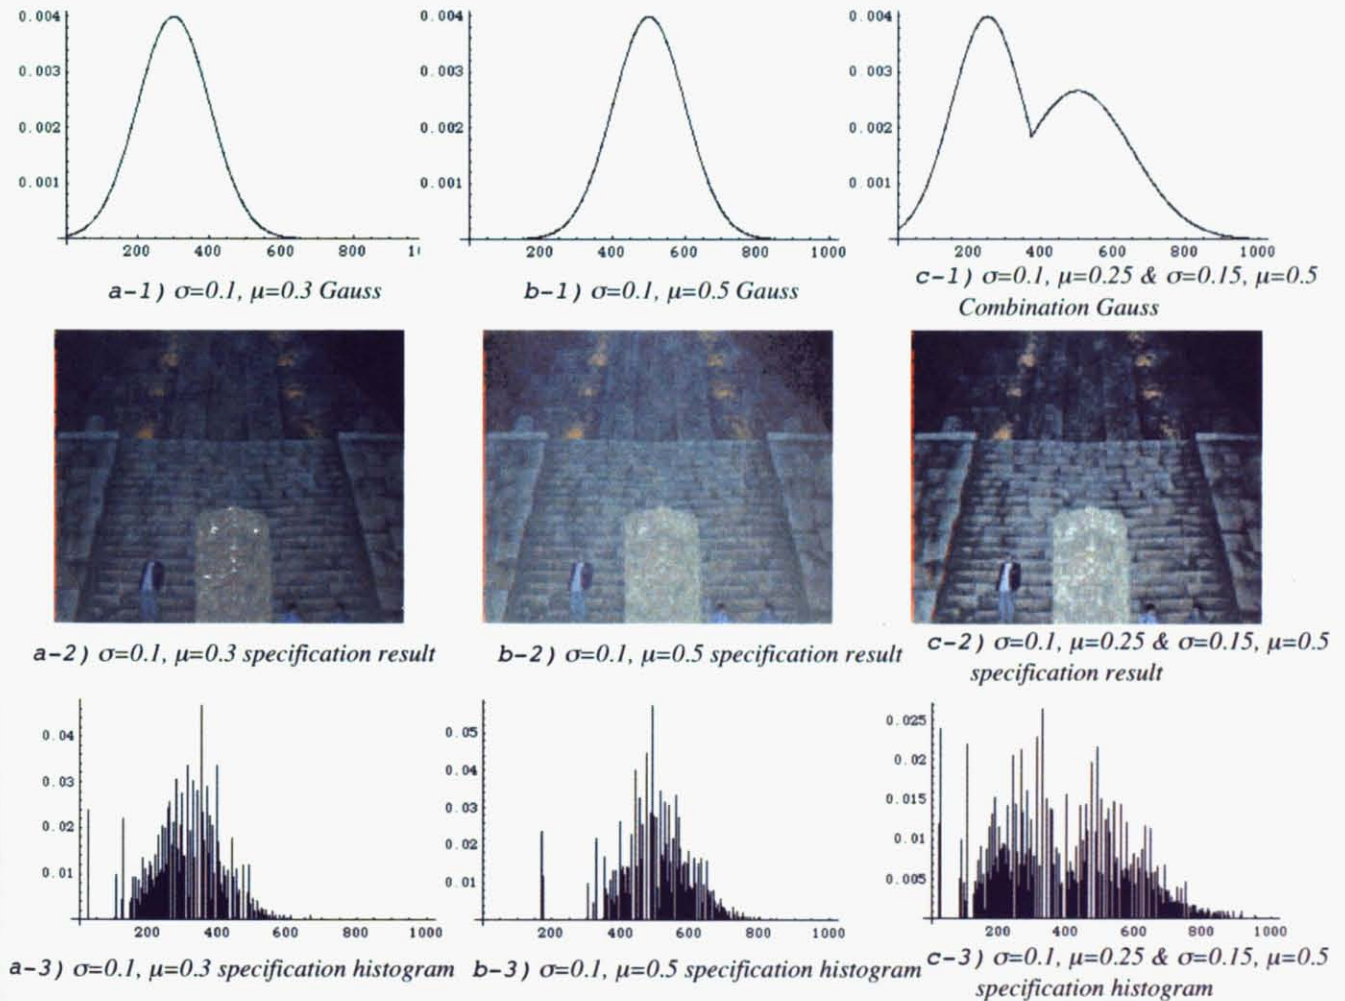 0.004
0.003
0.002
0.001
200 400 600 800 1
a-1) σ=0.1, μ=0.3 Gauss
0.004
0.003
0.002
0.001
200 400 600 800 1000
b-1) σ=0.1, μ=0.5 Gauss
0.004
0.003
0.002
0.001
200 400 600 800 1000
c-1) σ=0.1, μ=0.25 & σ=0.15, μ=0.5
Combination Gauss
a-2) σ=0.1, μ=0.3 specification result
b-2) σ=0.1, μ=0.5 specification result
c-2) σ=0.1, μ=0.25 & σ=0.15, μ=0.5
specification result
0.04
0.03
0.02
0.01
200 400 600 800 1000
a-3) σ=0.1, μ=0.3 specification histogram
0.05
0.04
0.03
0.02
0.01
200 400 600 800 1000
b-3) σ=0.1, μ=0.5 specification histogram
0.025
0.02
0.015
0.01
0.005
200 400 600 800 1000
c-3) σ=0.1, μ=0.25 & σ=0.15, μ=0.5
specification histogram